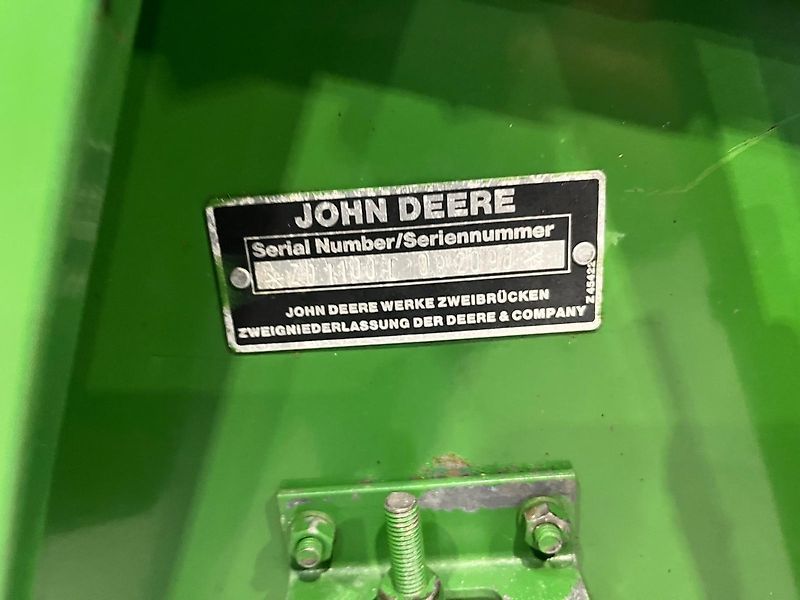 JOHN DEERE
Serial Number/Seriennummer
JOHN DEERE WERKE ZWEIBRÜCKEN
ZWEIGNIEDERLASSUNG DER DEERE & COMPANY